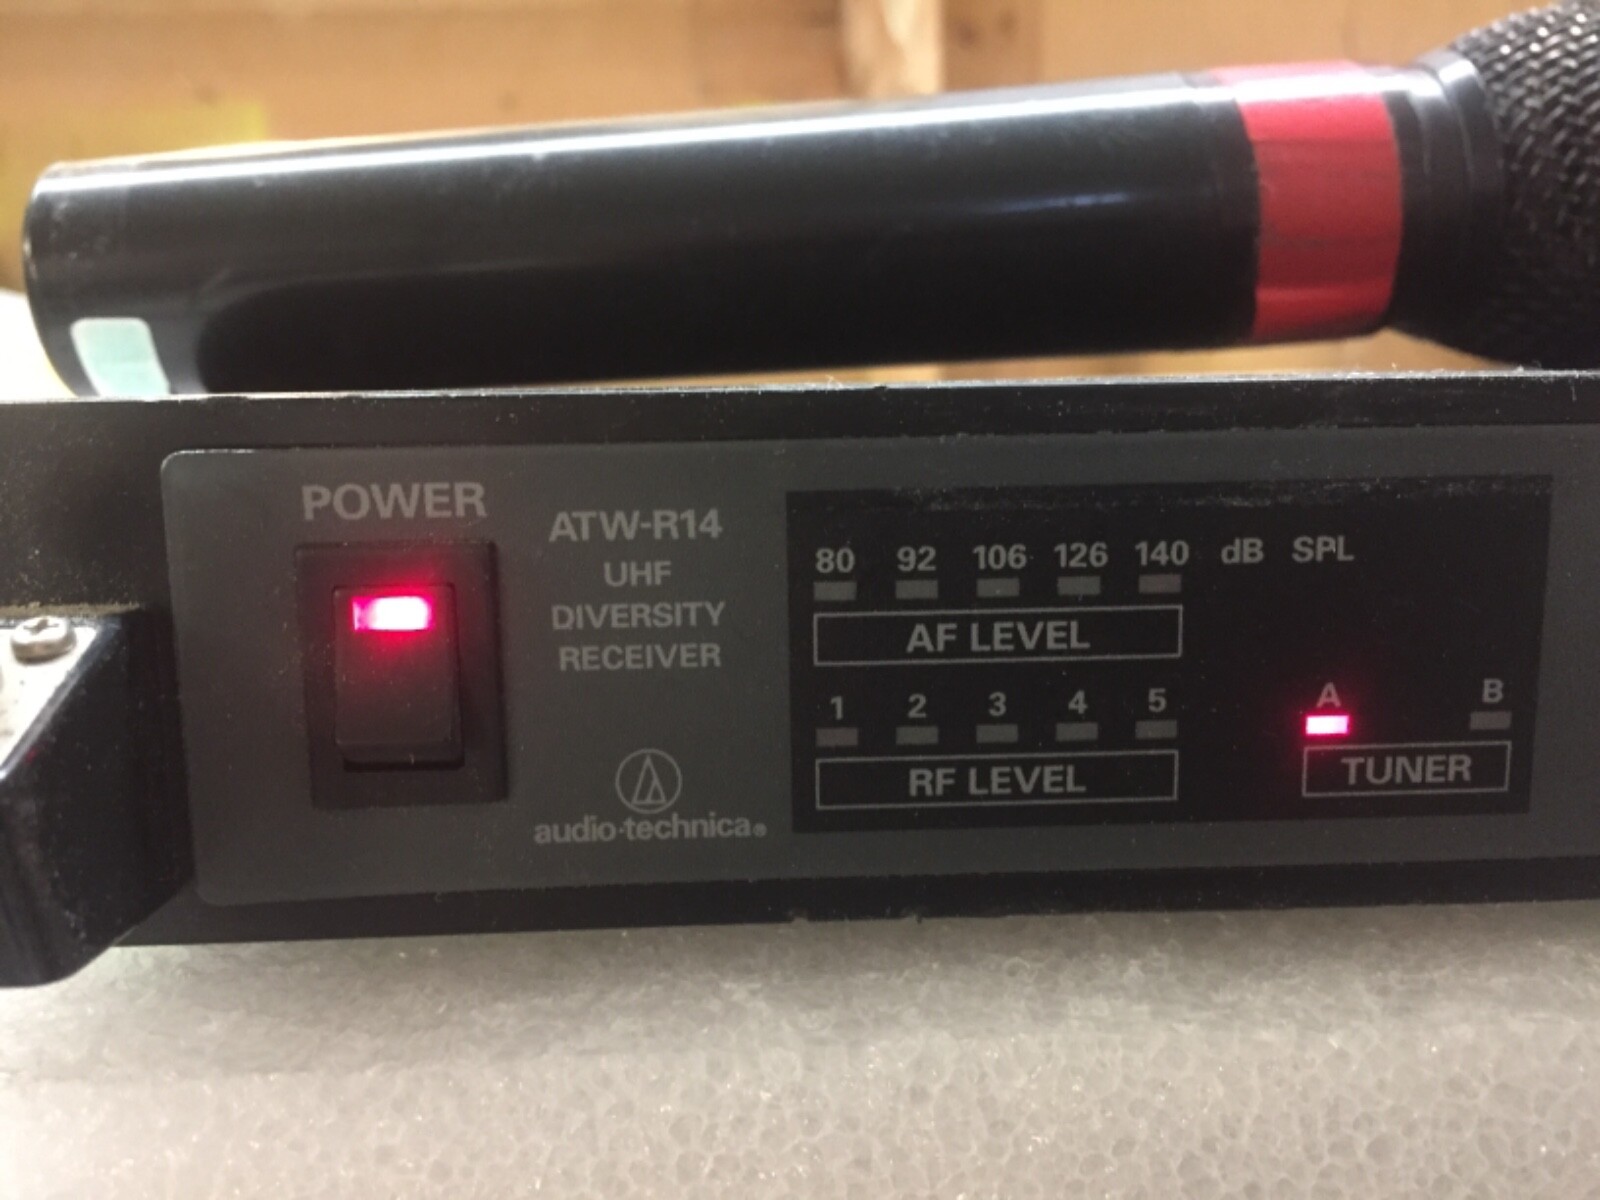 POWER
ATW-R14
UHF
DIVERSITY
RECEIVER
audio-technica®
80 92 106 126 140 dB SPL
AF LEVEL
1 2 3 4 5
RF LEVEL
A B
TUNER